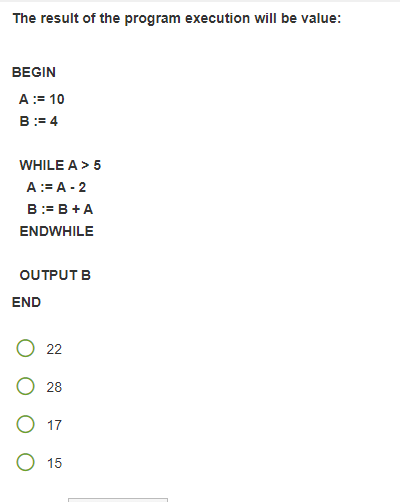 The result of the program execution will be value:
BEGIN
A := 10
B := 4
WHILE A > 5
A := A - 2
B := B + A
ENDWHILE
OUTPUT B
END
22
28
17
15